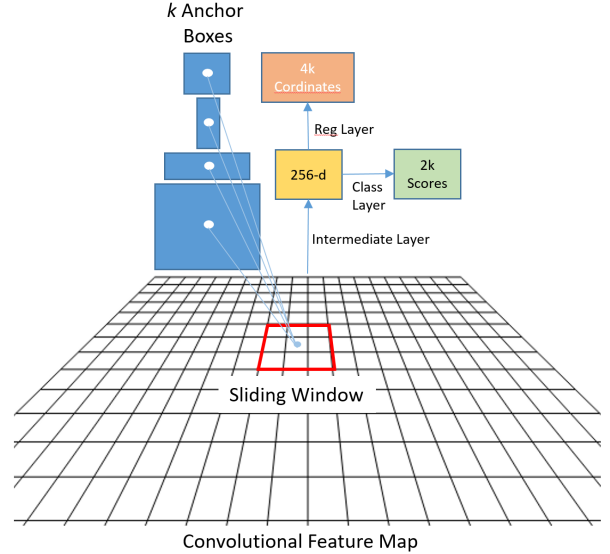 k Anchor
Boxes
4k
Cordinates
Reg Layer
256-d
2k
Scores
Class
Layer
Intermediate Layer
Sliding Window
Convolutional Feature Map